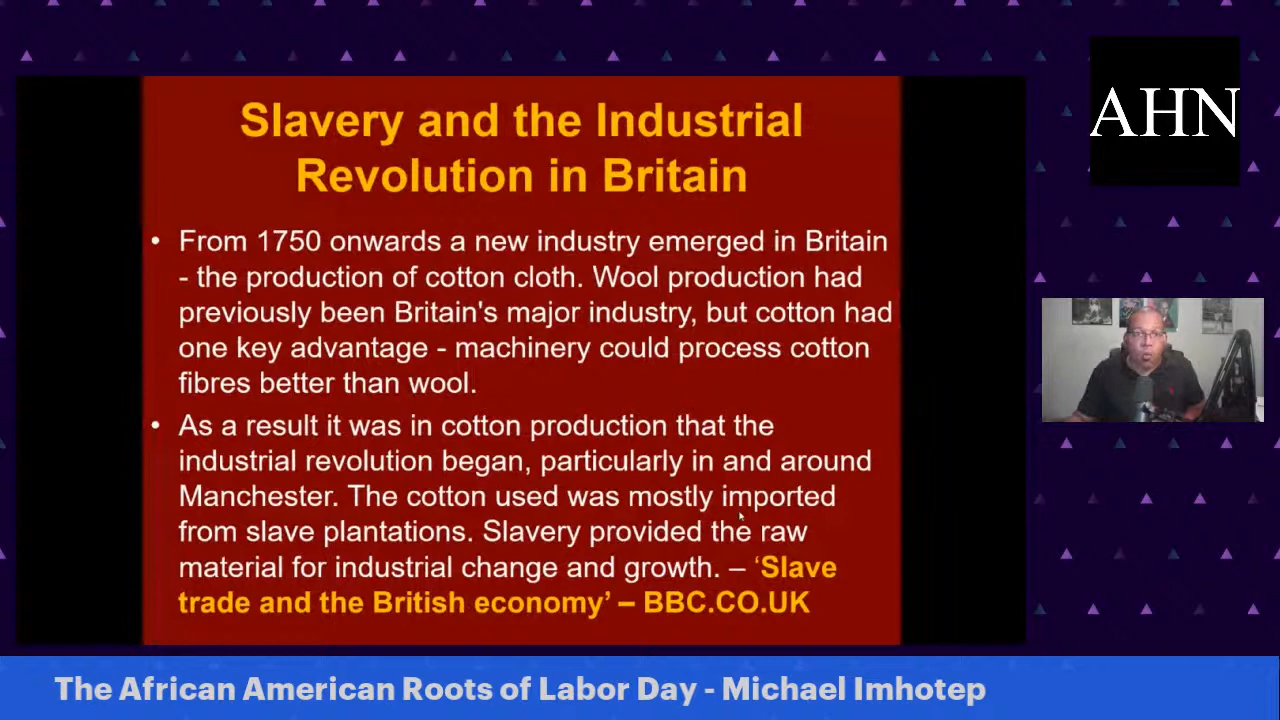 Slavery and the Industrial
Revolution in Britain
• From 1750 onwards a new industry emerged in Britain
- the production of cotton cloth. Wool production had
previously been Britain's major industry, but cotton had
one key advantage - machinery could process cotton
fibres better than wool.
• As a result it was in cotton production that the
industrial revolution began, particularly in and around
Manchester. The cotton used was mostly imported
from slave plantations. Slavery provided the raw
material for industrial change and growth. – ‘Slave
trade and the British economy’ – BBC.CO.UK
AHN
The African American Roots of Labor Day - Michael Imhotep